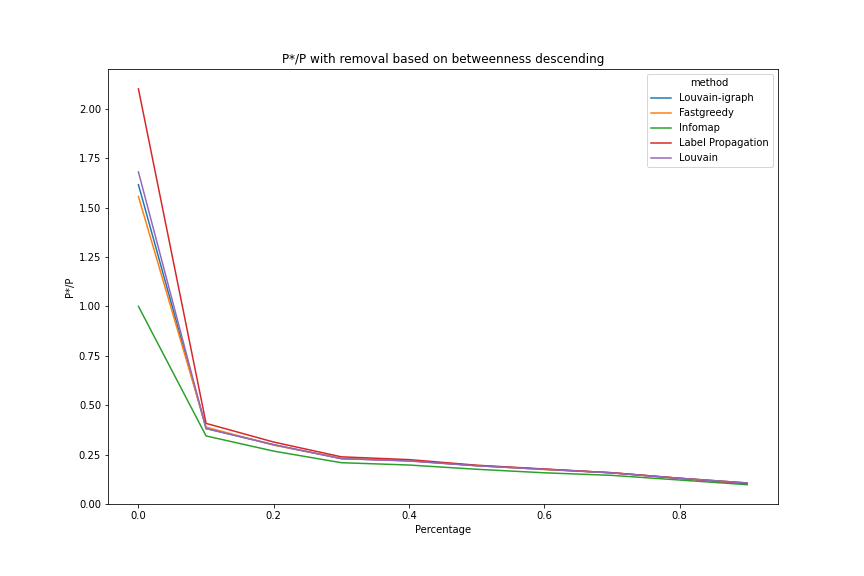 P*/P with removal based on betweenness descending
method
Louvain-igraph
Fastgreedy
Infomap
Label Propagation
Louvain
2.00
1.75
1.50
1.25
1.00
0.75
0.50
0.25
0.00
P*/P
0.0 0.2 0.4 0.6 0.8
Percentage